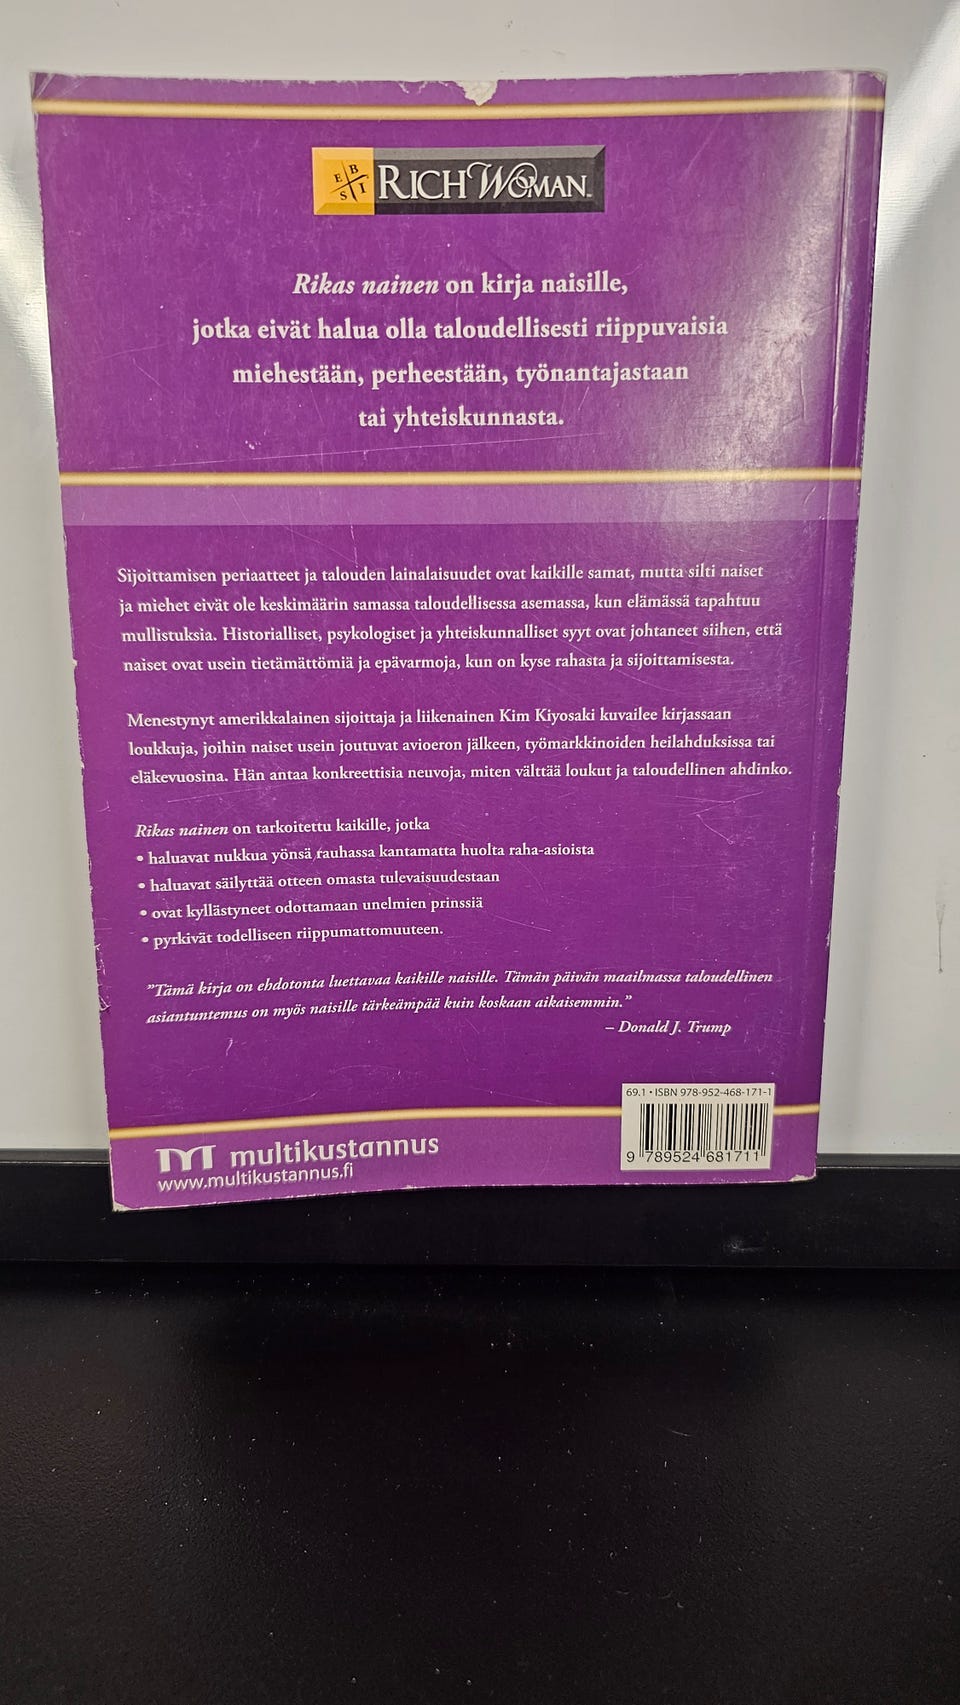 E B S I RICH WOMAN
Rikas nainen on kirja naisille,
jotka eivät halua olla taloudellisesti riippuvaisia
miehestään, perheestään, työnantajastaan
tai yhteiskunnasta.
Sijoittamisen periaatteet ja talouden lainalaisuudet ovat kaikille samat, mutta silti naiset
ja miehet eivät ole keskimäärin samassa taloudellisessa asemassa, kun elämässä tapahtuu
mullistuksia. Historialliset, psykologiset ja yhteiskunnalliset syyt ovat johtaneet siihen, että
naiset ovat usein tietämättömiä ja epävarmoja, kun on kyse rahasta ja sijoittamisesta.
Menestynyt amerikkalainen sijoittaja ja liikenainen Kim Kiyosaki kuvailee kirjassaan
loukkuja, joihin naiset usein joutuvat avioeron jälkeen, työmarkkinoiden heilahduksissa tai
eläkevuosina. Hän antaa konkreettisia neuvoja, miten välttää loukut ja taloudellinen ahdinko.
Rikas nainen on tarkoitettu kaikille, jotka
• haluavat nukkua yönsä rauhassa kantamatta huolta raha-asioista
• haluavat säilyttää otteen omasta tulevaisuudestaan
• ovat kyllästyneet odottamaan unelmien prinssiä
• pyrkivät todelliseen riippumattomuuteen.
”Tämä kirja on ehdotonta luettavaa kaikille naisille. Tämän päivän maailmassa taloudellinen
asiantuntemus on myös naisille tärkeämpää kuin koskaan aikaisemmin.”
– Donald J. Trump
69.1 • ISBN 978-952-468-171-1
9 789524 681711
multikustannus
www.multikustannus.fi